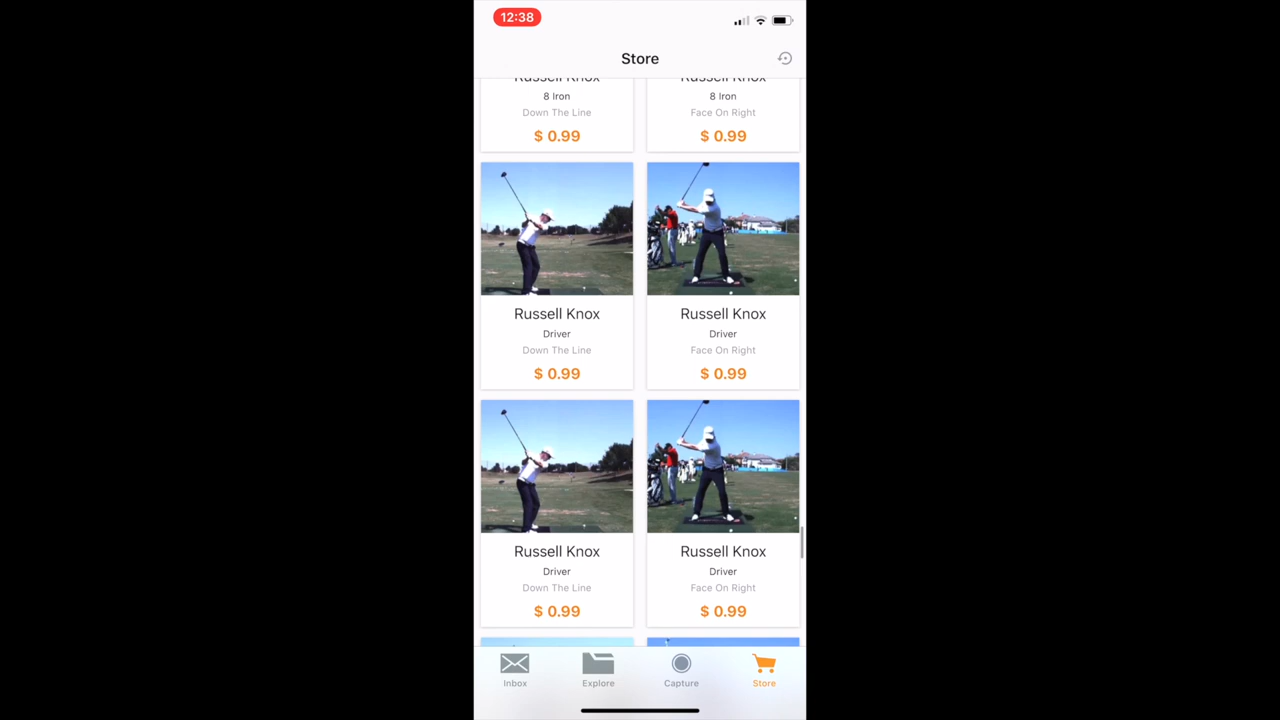 12:38
Store
Russell Knox
Russell Knox
8 Iron
8 Iron
Down The Line
Face On Right
$ 0.99
$ 0.99
Russell Knox
Russell Knox
Driver
Driver
Down The Line
Face On Right
$ 0.99
$ 0.99
Russell Knox
Russell Knox
Driver
Driver
Down The Line
Face On Right
$ 0.99
$ 0.99
Inbox
Explore
Capture
Store